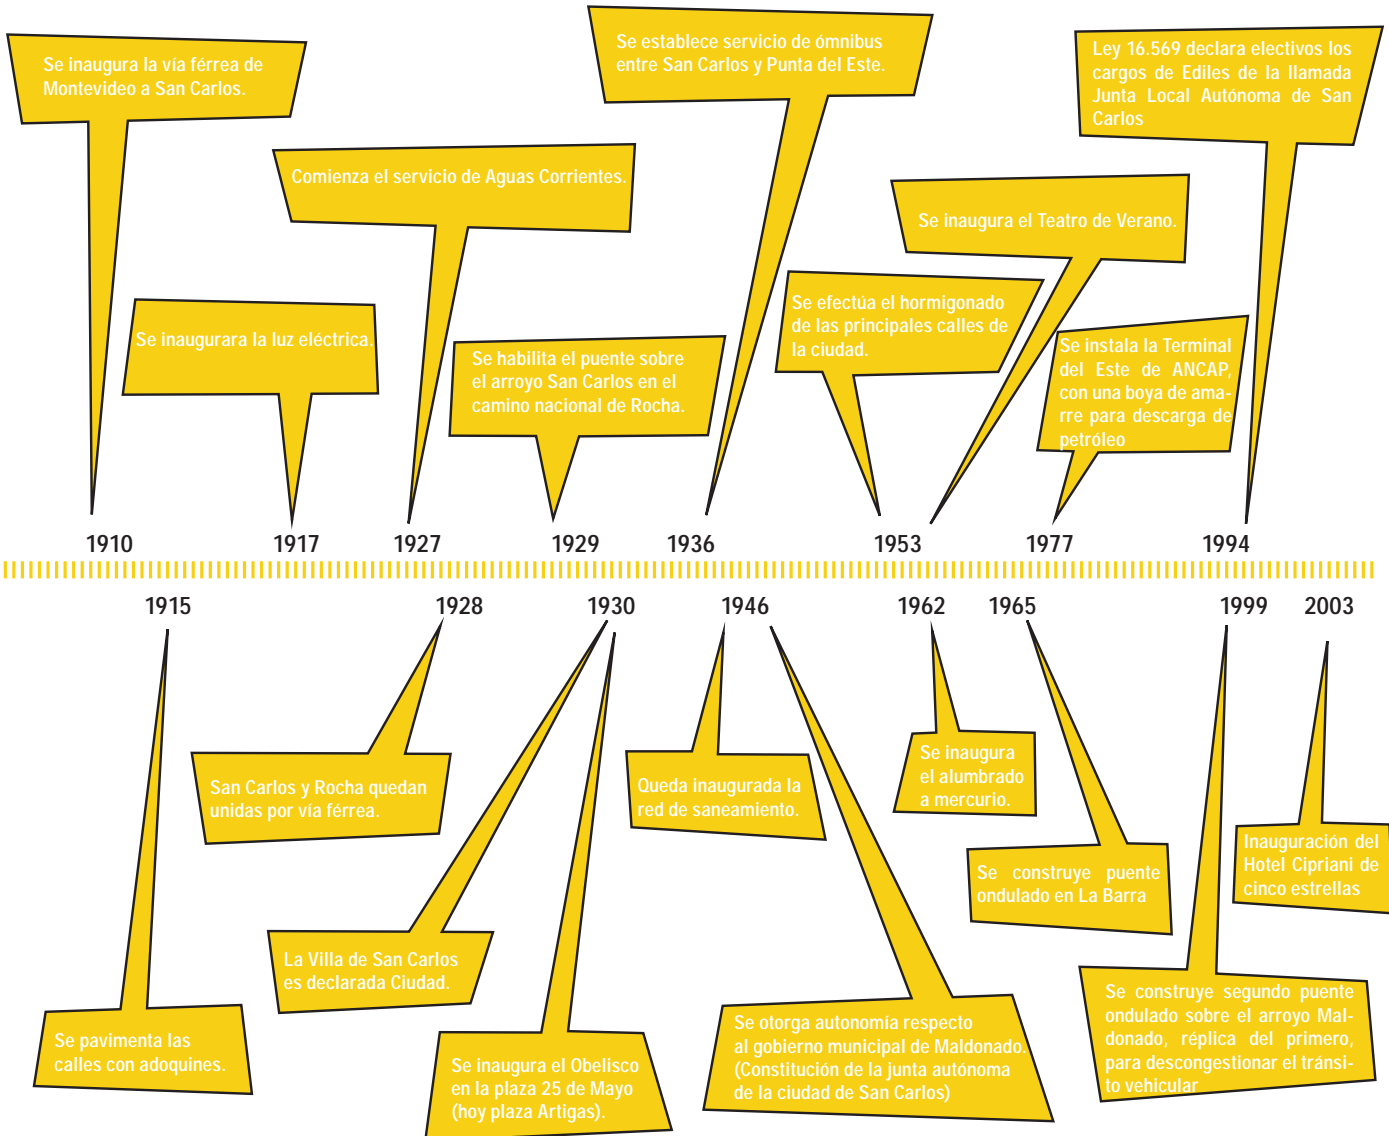 Se inaugura la vía férrea de
Montevideo a San Carlos.
Se establece servicio de ómnibus
entre San Carlos y Punta del Este.
Ley 16.569 declara electivos los
cargos de Ediles de la llamada
Junta Local Autónoma de San
Carlos
Comienza el servicio de Aguas Corrientes.
Se inaugura el Teatro de Verano.
Se inaugurara la luz eléctrica.
Se habilita el puente sobre
el arroyo San Carlos en el
camino nacional de Rocha.
Se efectúa el hormigonado
de las principales calles de
la ciudad.
Se instala la Terminal
del Este de ANCAP,
con una boya de ama-
rre para descarga de
petróleo
1910
1917
1927
1929
1936
1953
1977
1994
1915
1928
1930
1946
1962
1965
1999
2003
San Carlos y Rocha quedan
unidas por vía férrea.
Queda inaugurada la
red de saneamiento.
Se inaugura
el alumbrado
a mercurio.
Se construye puente
ondulado en La Barra
Inauguración del
Hotel Cipriani de
cinco estrellas
La Villa de San Carlos
es declarada Ciudad.
Se pavimenta las
calles con adoquines.
Se inaugura el Obelisco
en la plaza 25 de Mayo
(hoy plaza Artigas).
Se otorga autonomía respecto
al gobierno municipal de Maldonado.
(Constitución de la junta autónoma
de la ciudad de San Carlos)
Se construye segundo puente
ondulado sobre el arroyo Mal-
donado, réplica del primero,
para descongestionar el tránsi-
to vehicular